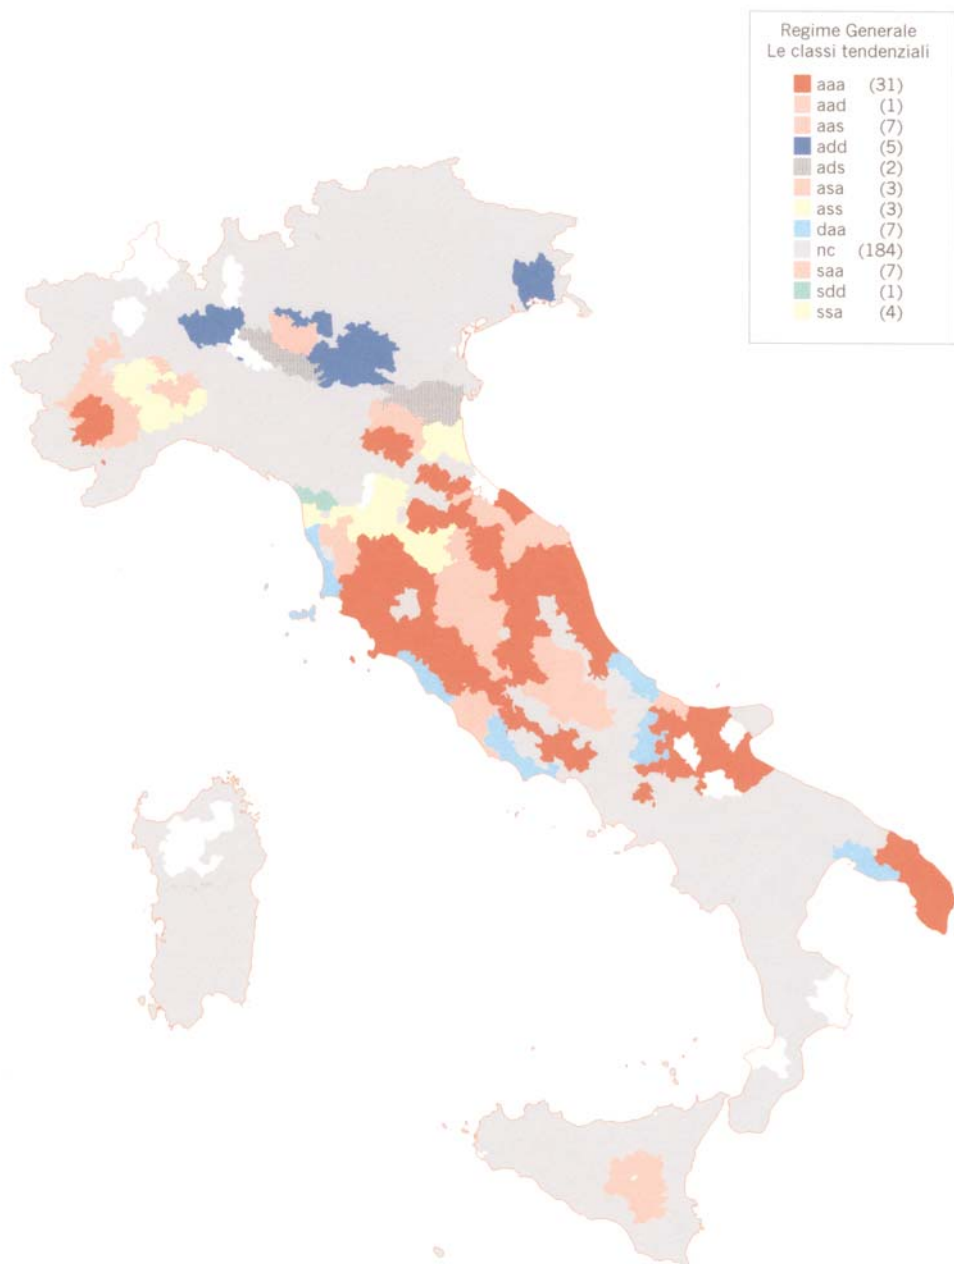 Regime Generale
Le classi tendenziali
aaa (31)
aad (1)
aas (7)
add (5)
ads (2)
asa (3)
ass (3)
daa (7)
nc (184)
saa (7)
sdd (1)
ssa (4)